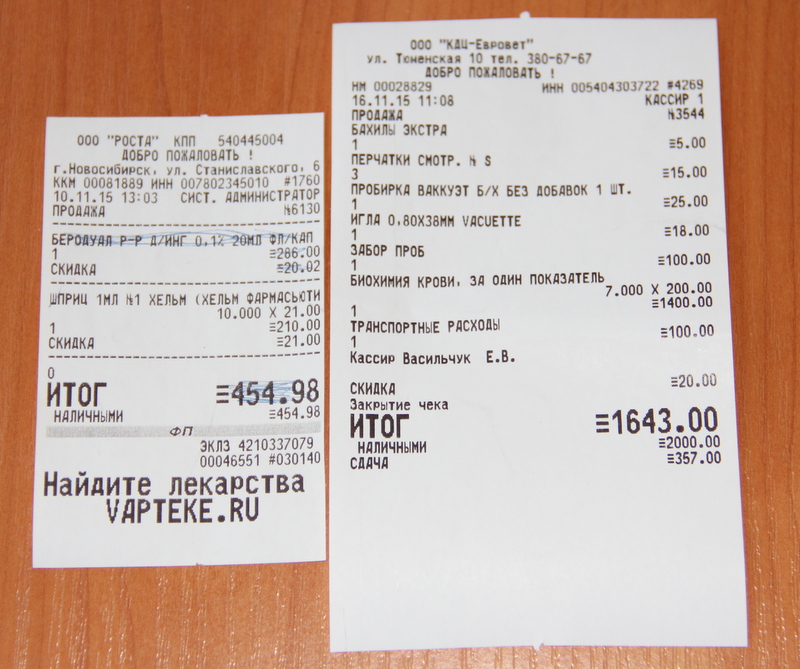 ООО "РОСТА" КПП 540445004
ДОБРО ПОЖАЛОВАТЬ !
г.Новосибирск, ул. Станиславского, 6
ККМ 00081889 ИНН 007802345010 #1760
10.11.15 13:03 СИСТ. АДМИНИСТРАТОР
ПРОДАЖА №6130
БЕРОДУАЛ Р-Р Д/ИНГ 0,1% 20МЛ ФЛ/КАП
1 ≡286.00
СКИДКА ≡20.02
ШПРИЦ 1МЛ №1 ХЕЛЬМ (ХЕЛЬМ ФАРМАСЬЮТИ
10.000 X 21.00
1 ≡210.00
СКИДКА ≡21.00
0
ИТОГ ≡454.98
НАЛИЧНЫМИ ≡454.98
ФП
ЭКЛЗ 4210337079
00046551 #030140
Найдите лекарства
VAPTEKE.RU
ООО "КДЦ-Евровет"
ул. Тюменская 10 тел. 380-67-67
ДОБРО ПОЖАЛОВАТЬ !
НМ 00028829 ИНН 005404303722 #4269
16.11.15 11:08 КАССИР 1
ПРОДАЖА №3544
БАХИЛЫ ЭКСТРА
1 ≡5.00
ПЕРЧАТКИ СМОТР. № S
3 ≡15.00
ПРОБИРКА ВАККУЭТ Б/Х БЕЗ ДОБАВОК 1 ШТ.
1 ≡25.00
ИГЛА 0,80Х38ММ VACUETTE
1 ≡18.00
ЗАБОР ПРОБ
1 ≡100.00
БИОХИМИЯ КРОВИ, ЗА ОДИН ПОКАЗАТЕЛЬ
7.000 X 200.00
1 ≡1400.00
ТРАНСПОРТНЫЕ РАСХОДЫ
1 ≡100.00
Кассир Васильчук Е.В.
СКИДКА ≡20.00
Закрытие чека
ИТОГ ≡1643.00
НАЛИЧНЫМИ ≡2000.00
СДАЧА ≡357.00